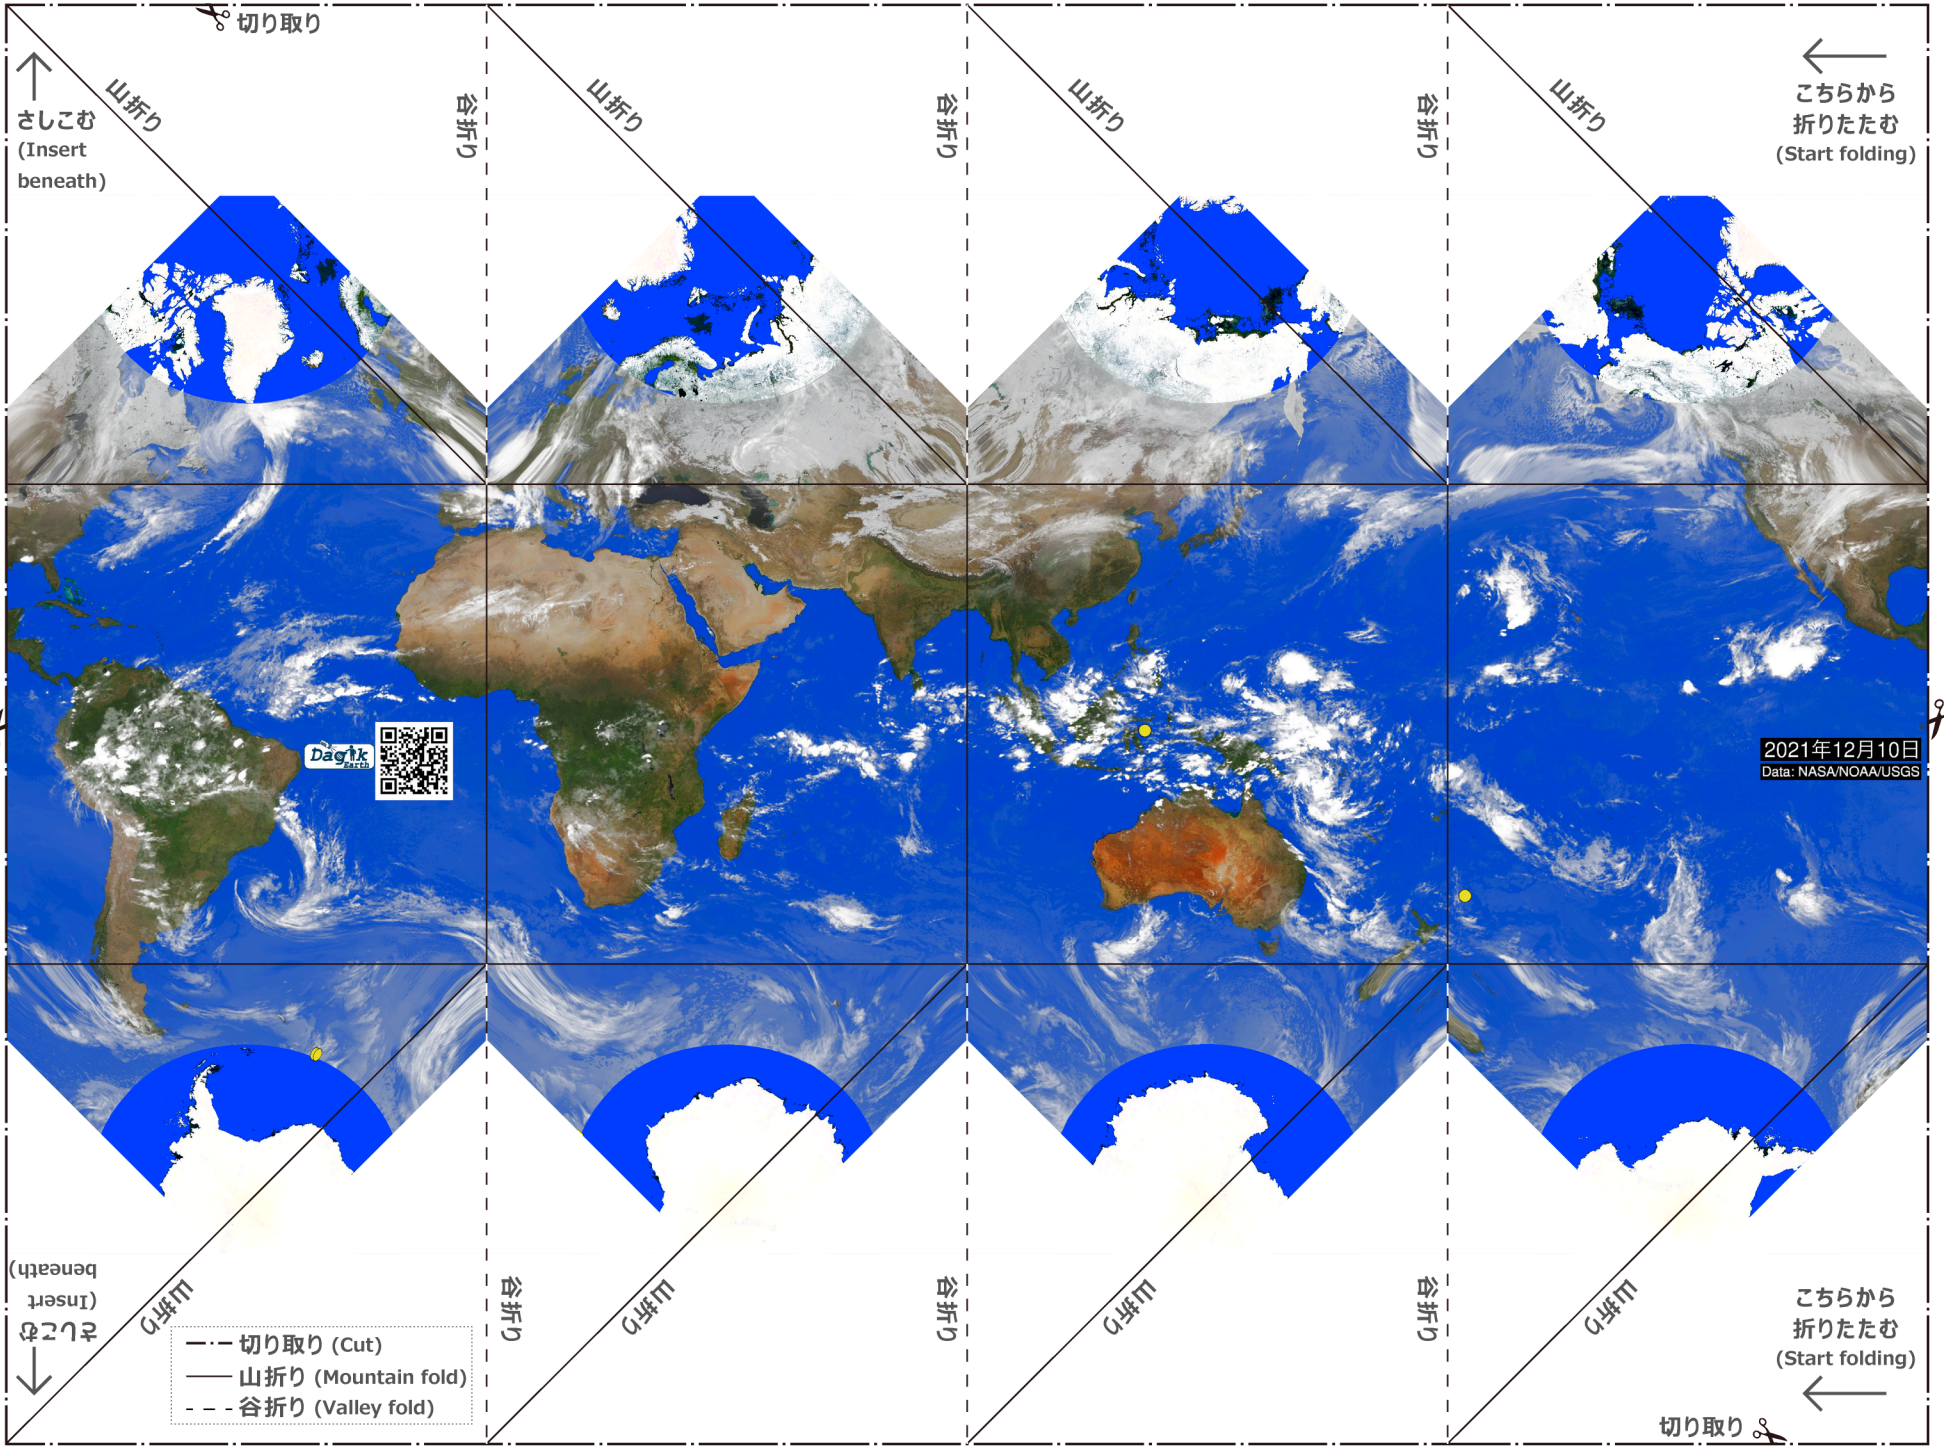 切り取り
山折り
谷折り
山折り
谷折り
山折り
谷折り
山折り
さしこむ
(Insert
beneath)
こちらから
折りたたむ
(Start folding)
Dagik
Earth
2021年12月10日
Data: NASA/NOAA/USGS
さしこむ
(Insert
beneath)
山折り
谷折り
山折り
谷折り
山折り
谷折り
山折り
こちらから
折りたたむ
(Start folding)
切り取り (Cut)
山折り (Mountain fold)
谷折り (Valley fold)
切り取り